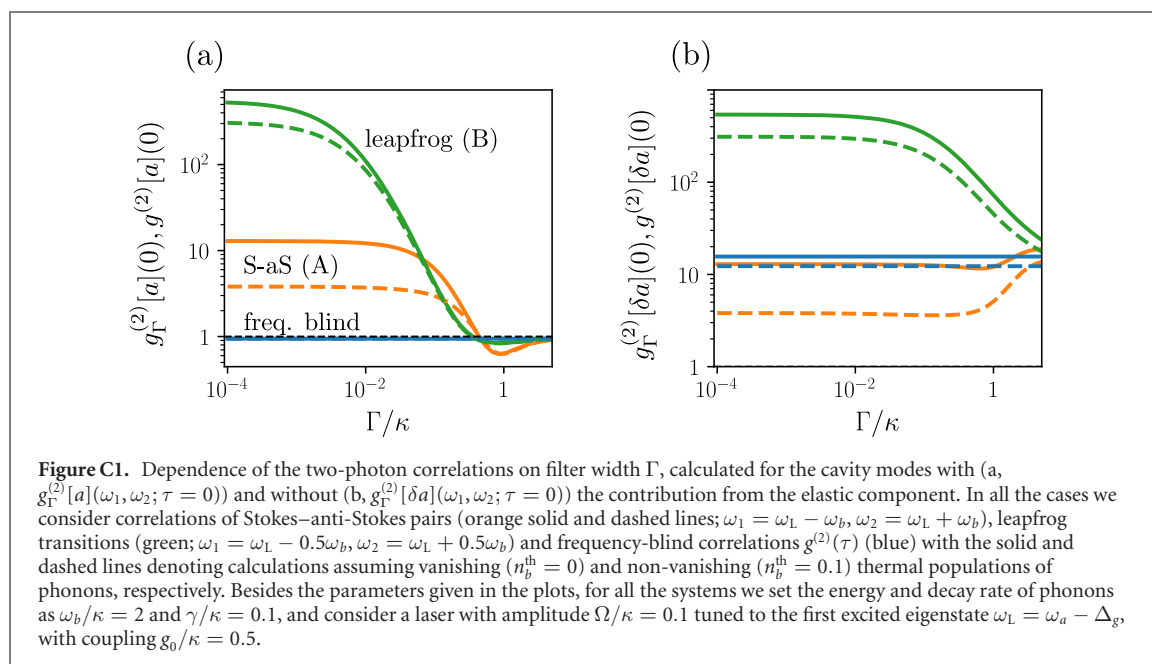 (a)
g_Γ^{(2)}[a](0), g^{(2)}[a](0)
10^2
10
1
leapfrog (B)
S-aS (A)
freq. blind
10^{-4}
10^{-2}
1
Γ/κ
(b)
g_Γ^{(2)}[δa](0), g^{(2)}[δa](0)
10^2
10
1
10^{-4}
10^{-2}
1
Γ/κ
Figure C1. Dependence of the two-photon correlations on filter width Γ, calculated for the cavity modes with (a,
g_Γ^{(2)}[a](ω_1, ω_2; τ = 0)) and without (b, g_Γ^{(2)}[δa](ω_1, ω_2; τ = 0)) the contribution from the elastic component. In all the cases we
consider correlations of Stokes–anti-Stokes pairs (orange solid and dashed lines; ω_1 = ω_L − ω_b, ω_2 = ω_L + ω_b), leapfrog
transitions (green; ω_1 = ω_L − 0.5ω_b, ω_2 = ω_L + 0.5ω_b) and frequency-blind correlations g^{(2)}(τ) (blue) with the solid and
dashed lines denoting calculations assuming vanishing (n_b^{th} = 0) and non-vanishing (n_b^{th} = 0.1) thermal populations of
phonons, respectively. Besides the parameters given in the plots, for all the systems we set the energy and decay rate of phonons
as ω_b/κ = 2 and γ/κ = 0.1, and consider a laser with amplitude Ω/κ = 0.1 tuned to the first excited eigenstate ω_L = ω_a − Δ_g,
with coupling g_0/κ = 0.5.